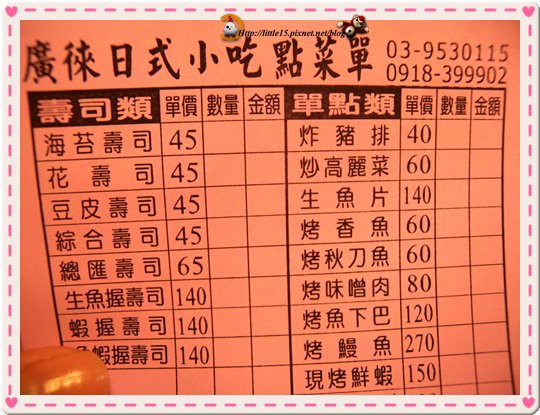 Http://little15.pixnet.net/blog
廣徠日式小吃點菜單 03-9530115
0918-399902
壽司類 單價 數量 金額
海苔壽司 45
花壽司 45
豆皮壽司 45
綜合壽司 45
總匯壽司 65
生魚握壽司 140
蝦握壽司 140
蝦握壽司 140
單點類 單價 數量 金額
炸豬排 40
炒高麗菜 60
生魚片 140
烤香魚 60
烤秋刀魚 60
烤味噌肉 80
烤魚下巴 120
烤鰻魚 270
現烤鮮蝦 150